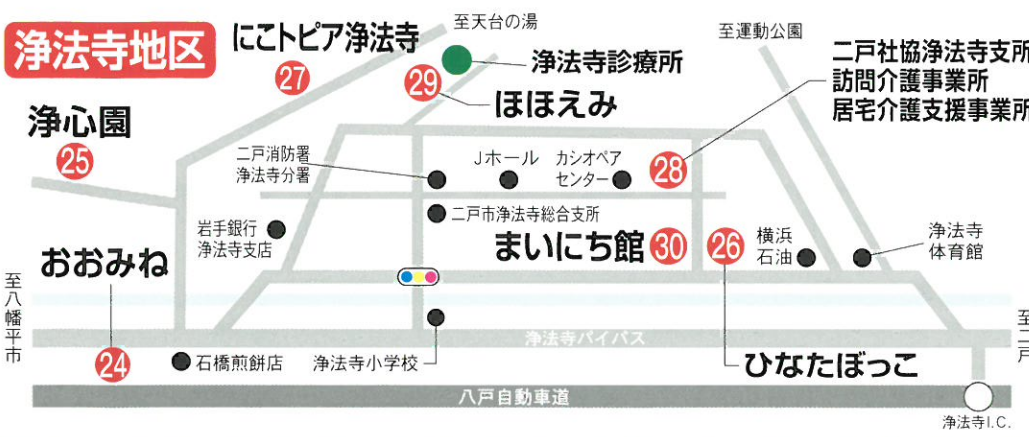 浄法寺地区
にこトピア浄法寺
27
至天台の湯
29
浄法寺診療所
ほほえみ
至運動公園
二戸社協浄法寺支所
訪問介護事業所
居宅介護支援事業所
28
浄心園
25
二戸消防署
浄法寺分署
Jホール
カシオペア
センター
岩手銀行
浄法寺支店
二戸市浄法寺総合支所
まいにち館
30
26
横浜
石油
浄法寺
体育館
おおみね
24
至八幡平市
浄法寺バイパス
至二戸
石橋煎餅店
浄法寺小学校
ひなたぼっこ
八戸自動車道
浄法寺I.C.